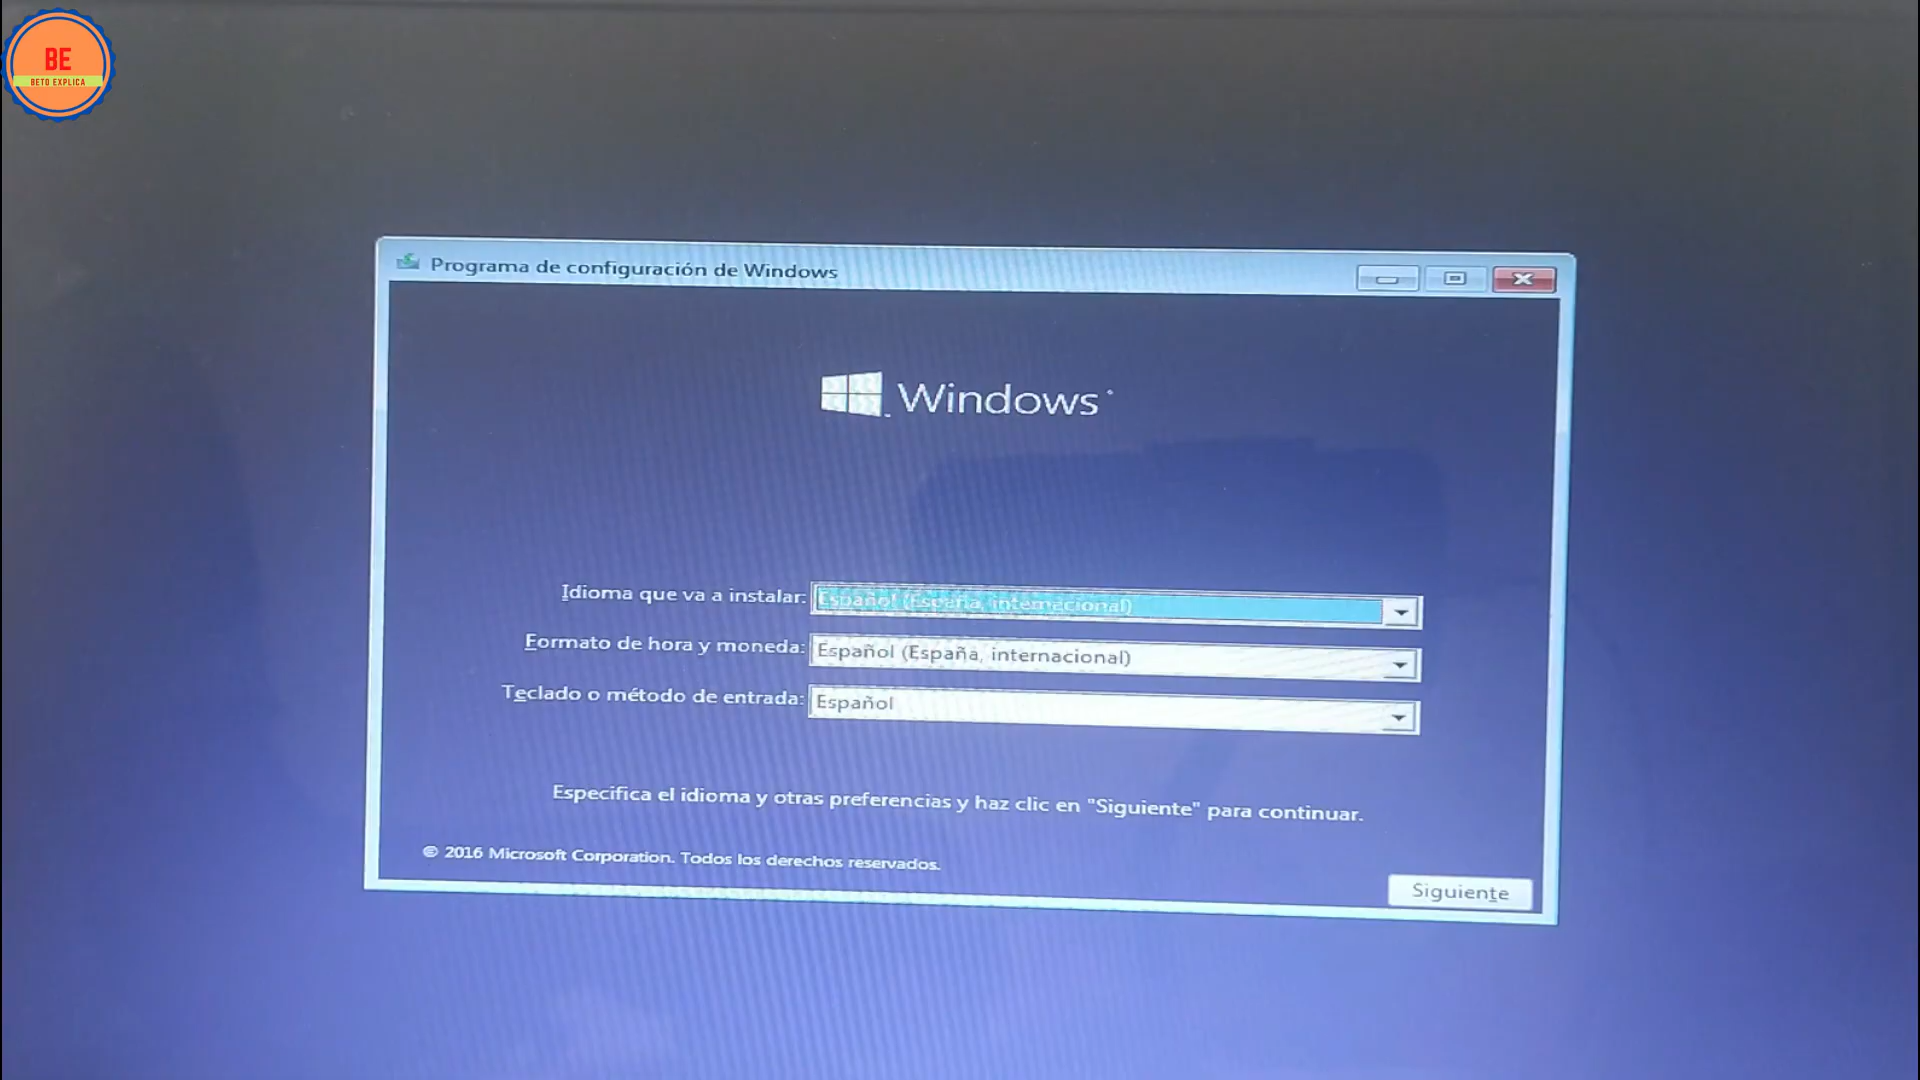 BE
BETO EXPLICA
Programa de configuración de Windows
Windows
Idioma que va a instalar: Español (España, internacional)
Formato de hora y moneda: Español (España, internacional)
Teclado o método de entrada: Español
Especifica el idioma y otras preferencias y haz clic en "Siguiente" para continuar.
© 2016 Microsoft Corporation. Todos los derechos reservados.
Siguiente